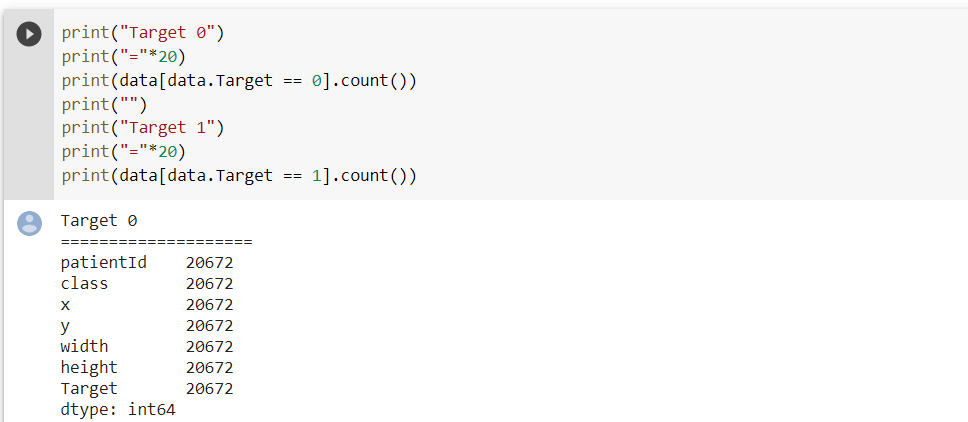 print("Target 0")
print("="*20)
print(data[data.Target == 0].count())
print("")
print("Target 1")
print("="*20)
print(data[data.Target == 1].count())
Target 0
====================
patientId    20672
class        20672
x            20672
y            20672
width        20672
height       20672
Target       20672
dtype: int64